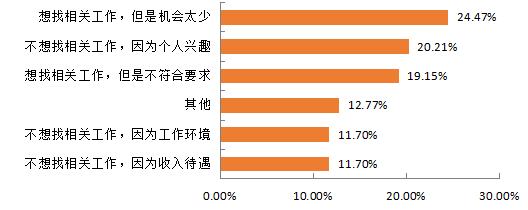 想找相关工作，但是机会太少 24.47%
不想找相关工作，因为个人兴趣 20.21%
想找相关工作，但是不符合要求 19.15%
其他 12.77%
不想找相关工作，因为工作环境 11.70%
不想找相关工作，因为收入待遇 11.70%
0.00% 10.00% 20.00% 30.00%